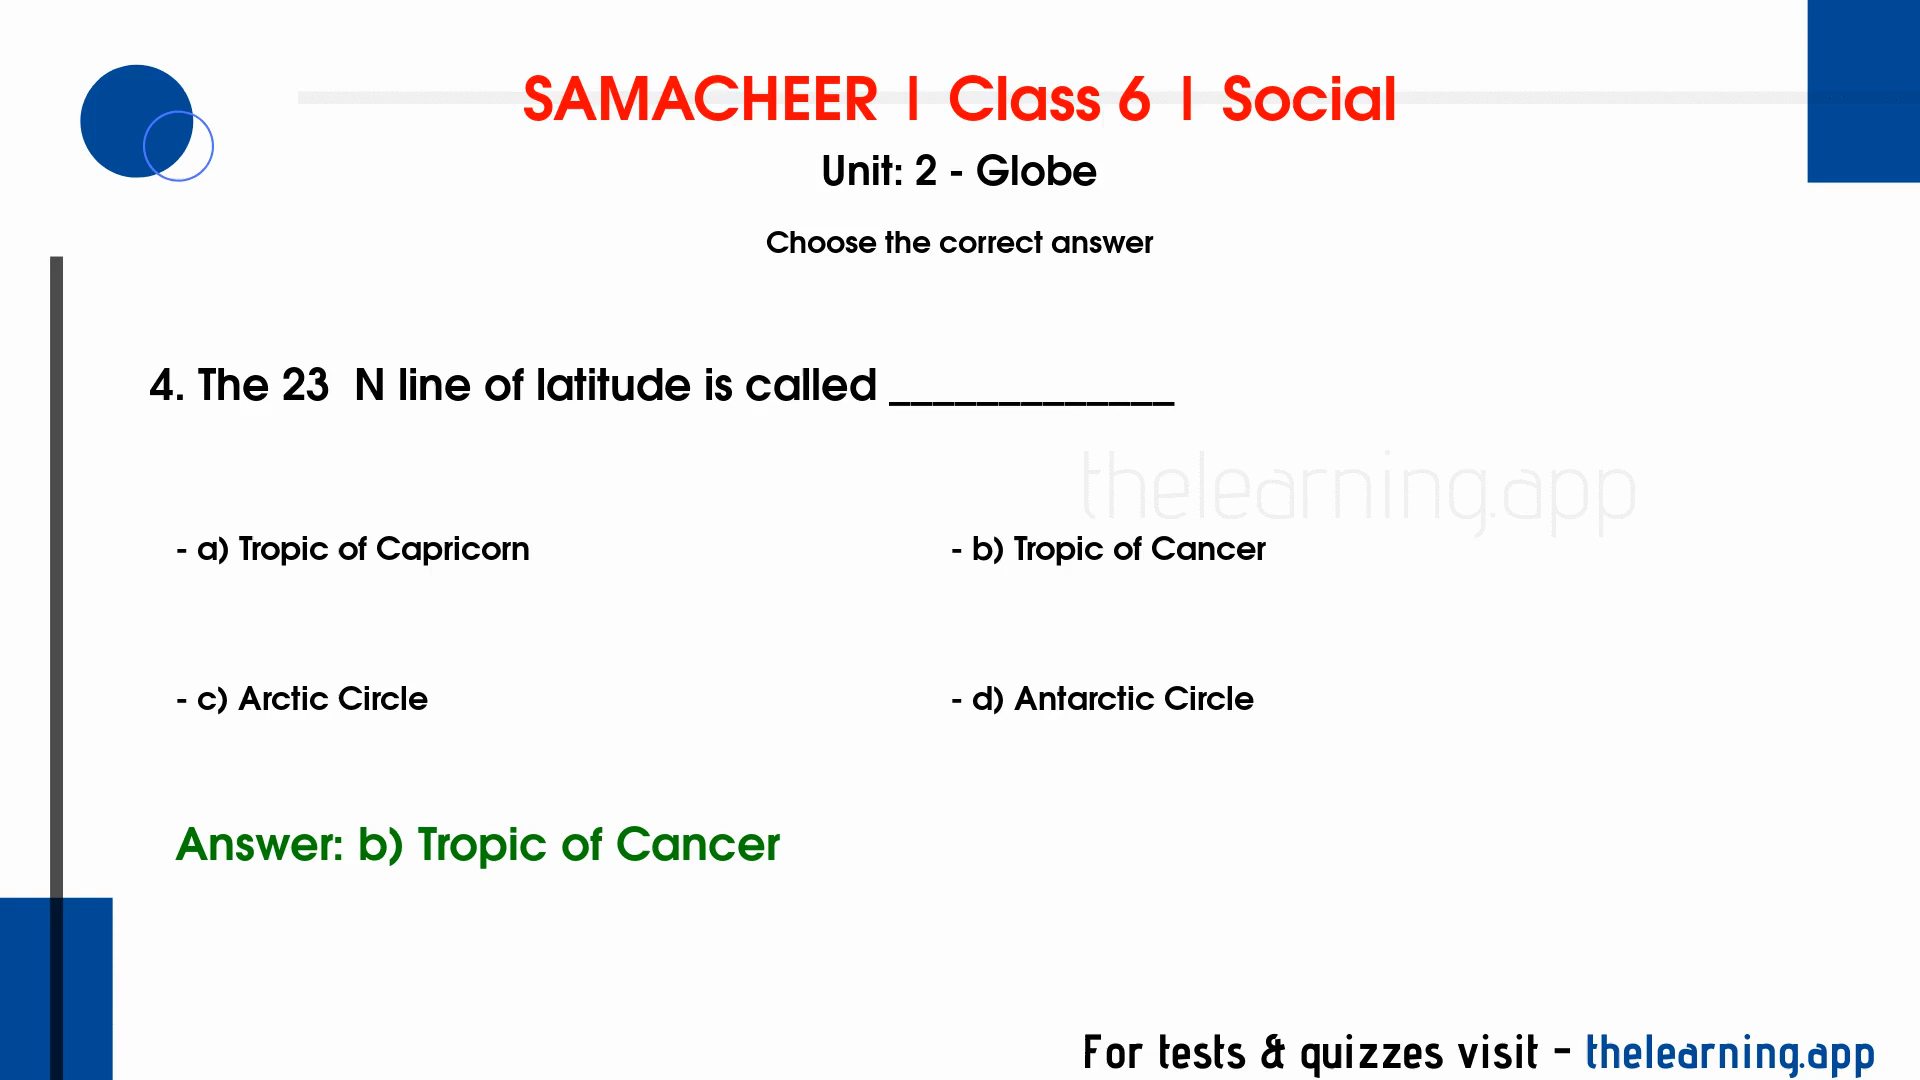 SAMACHEER | Class 6 | Social
Unit: 2 - Globe
Choose the correct answer
4. The 23  N line of latitude is called _____________
thelearning.app
- a) Tropic of Capricorn
- b) Tropic of Cancer
- c) Arctic Circle
- d) Antarctic Circle
Answer: b) Tropic of Cancer
For tests & quizzes visit - thelearning.app